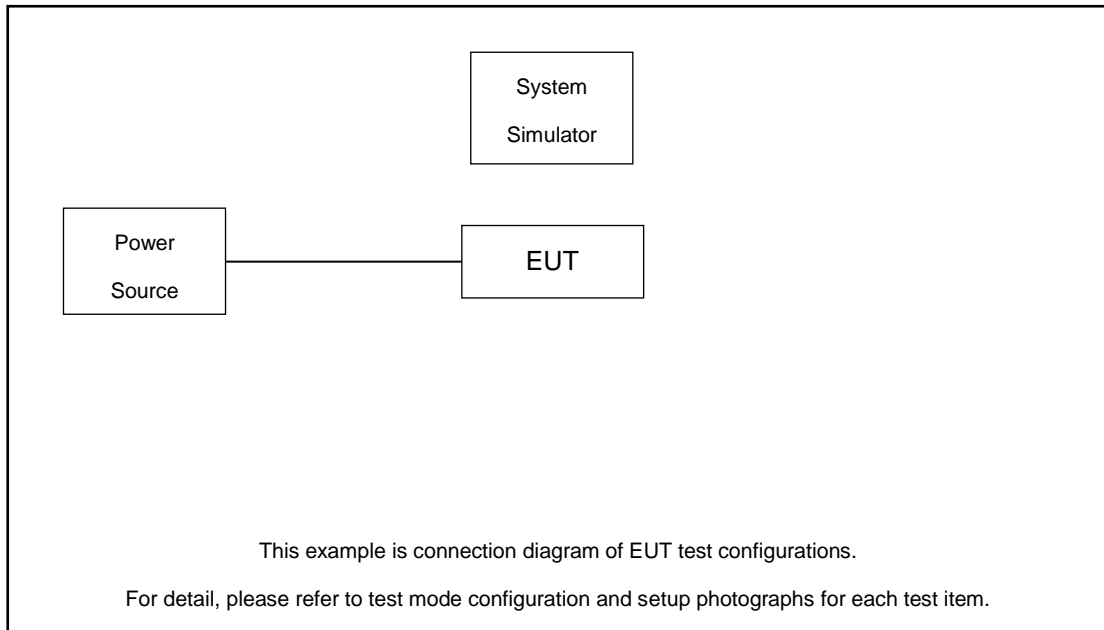 System
Simulator
Power
Source
EUT
This example is connection diagram of EUT test configurations.
For detail, please refer to test mode configuration and setup photographs for each test item.